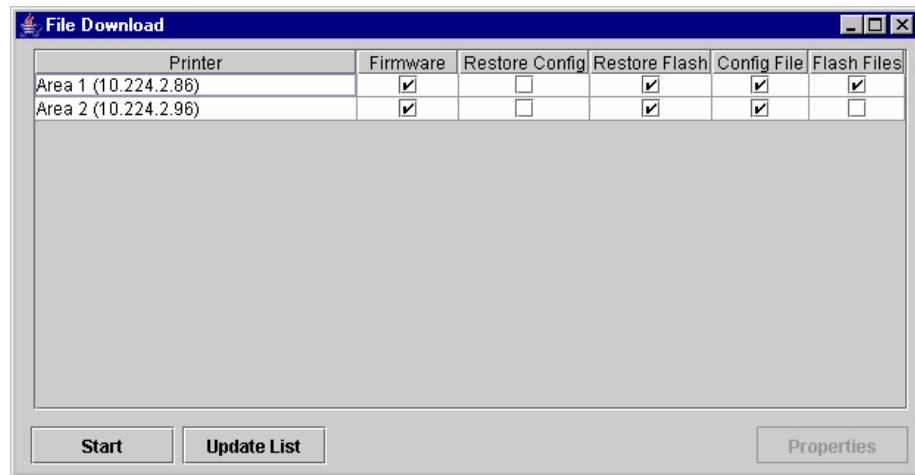 File Download
Printer Firmware Restore Config Restore Flash Config File Flash Files
Area 1 (10.224.2.86)
Area 2 (10.224.2.96)
Start Update List Properties